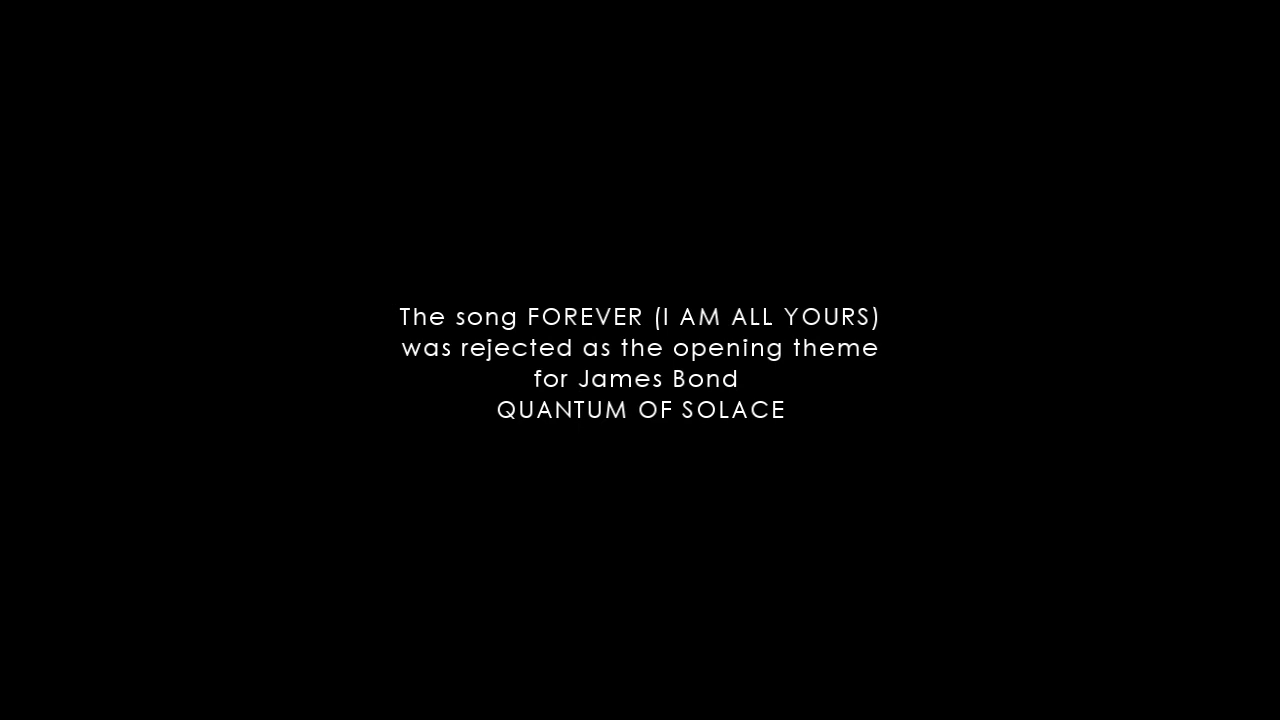 The song FOREVER (I AM ALL YOURS)
was rejected as the opening theme
for James Bond
QUANTUM OF SOLACE